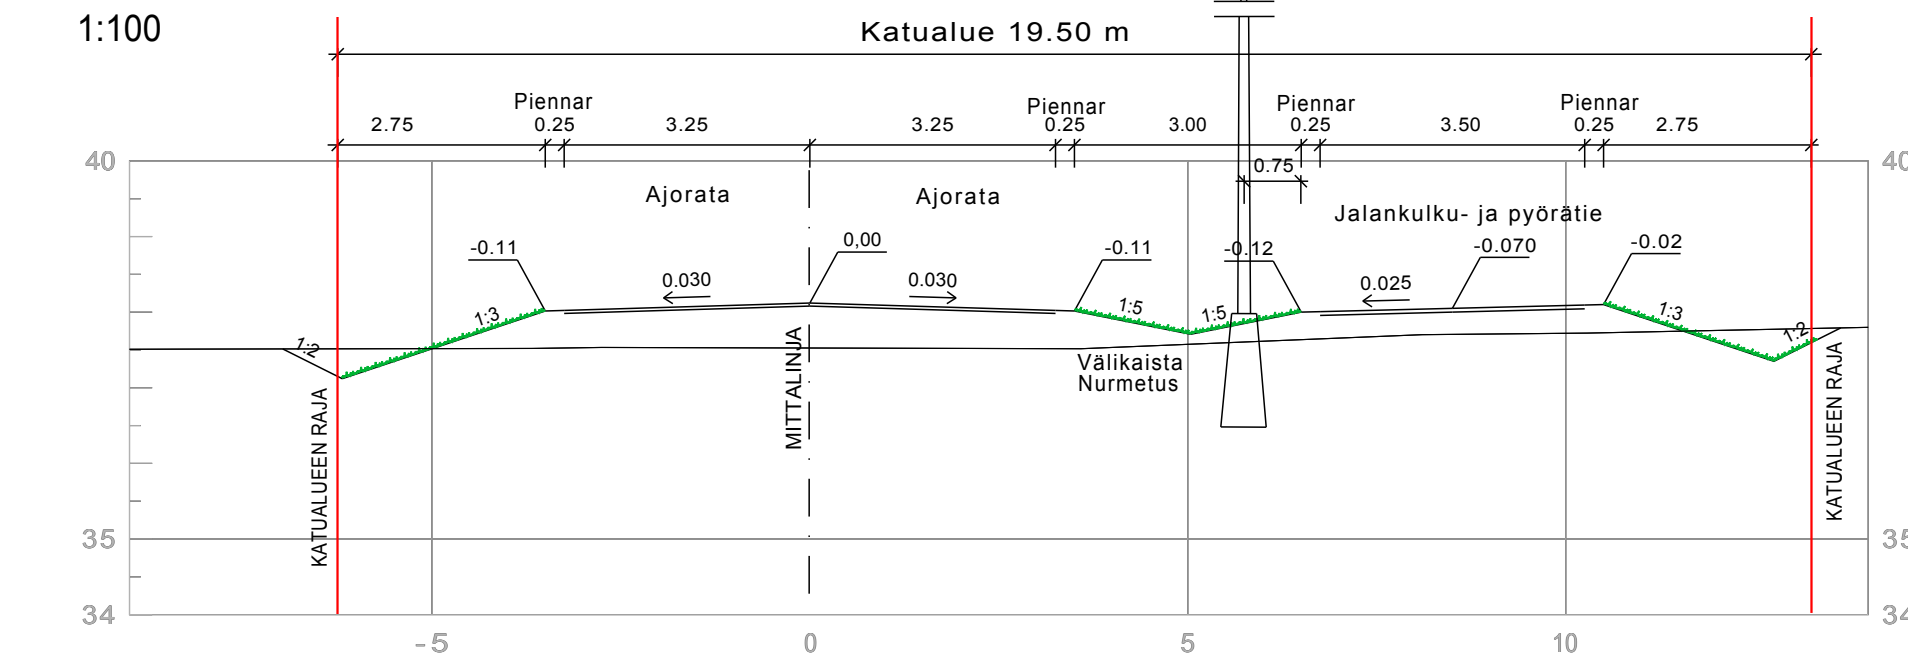 1:100
Katualue 19.50 m
Piennar
Piennar
Piennar
Piennar
2.75
0.25
3.25
3.25
0.25
3.00
0.25
3.50
0.25
2.75
40
40
0.75
Ajorata
Ajorata
Jalankulku- ja pyörätie
-0.11
0,00
-0.11
-0.12
-0.070
-0.02
0.030
0.030
0.025
1:2
1:3
1:5
1:5
1:3
1:2
Välikaista
Nurmetus
KATUALUEEN RAJA
MITTALINJA
KATUALUEEN RAJA
35
35
34
34
-5
0
5
10